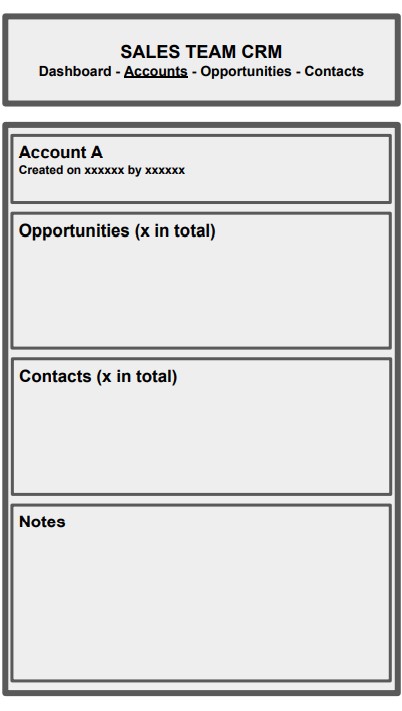 SALES TEAM CRM
Dashboard - Accounts - Opportunities - Contacts
Account A
Created on xxxxxx by xxxxxx
Opportunities (x in total)
Contacts (x in total)
Notes